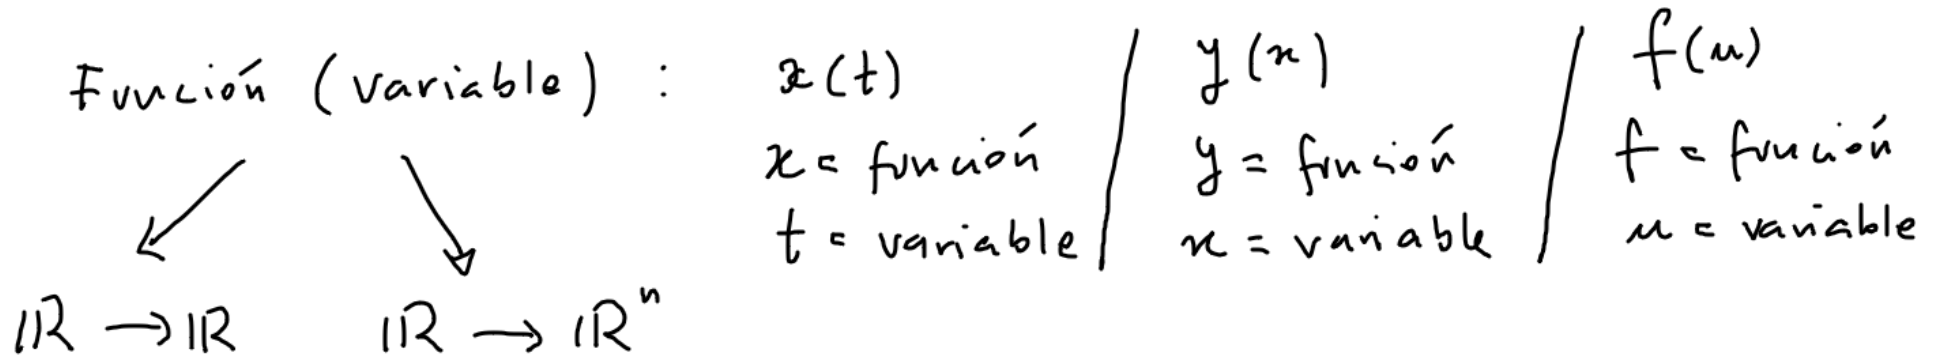 Función (variable) : x(t) / y(x) / f(u)
x = función / y = función / f = función
t = variable / x = variable / u = variable
ℝ → ℝ ℝ → ℝⁿ